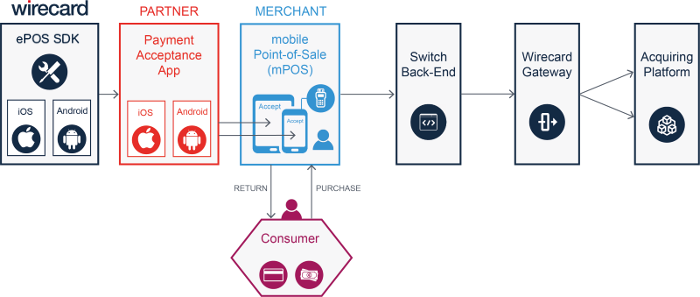 wirecard
ePOS SDK
iOS
Android
PARTNER
Payment
Acceptance
App
iOS
Android
MERCHANT
mobile
Point-of-Sale
(mPOS)
Accept
Accept
Switch
Back-End
Wirecard
Gateway
Acquiring
Platform
RETURN
PURCHASE
Consumer